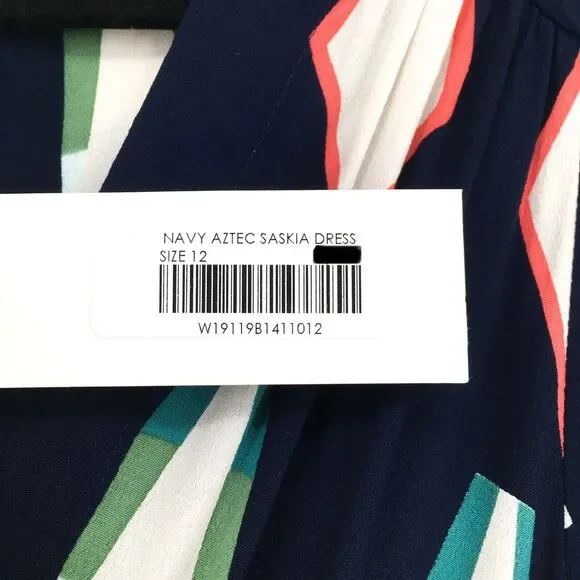 NAVY AZTEC SASKIA DRESS
SIZE 12
W19119B1411012